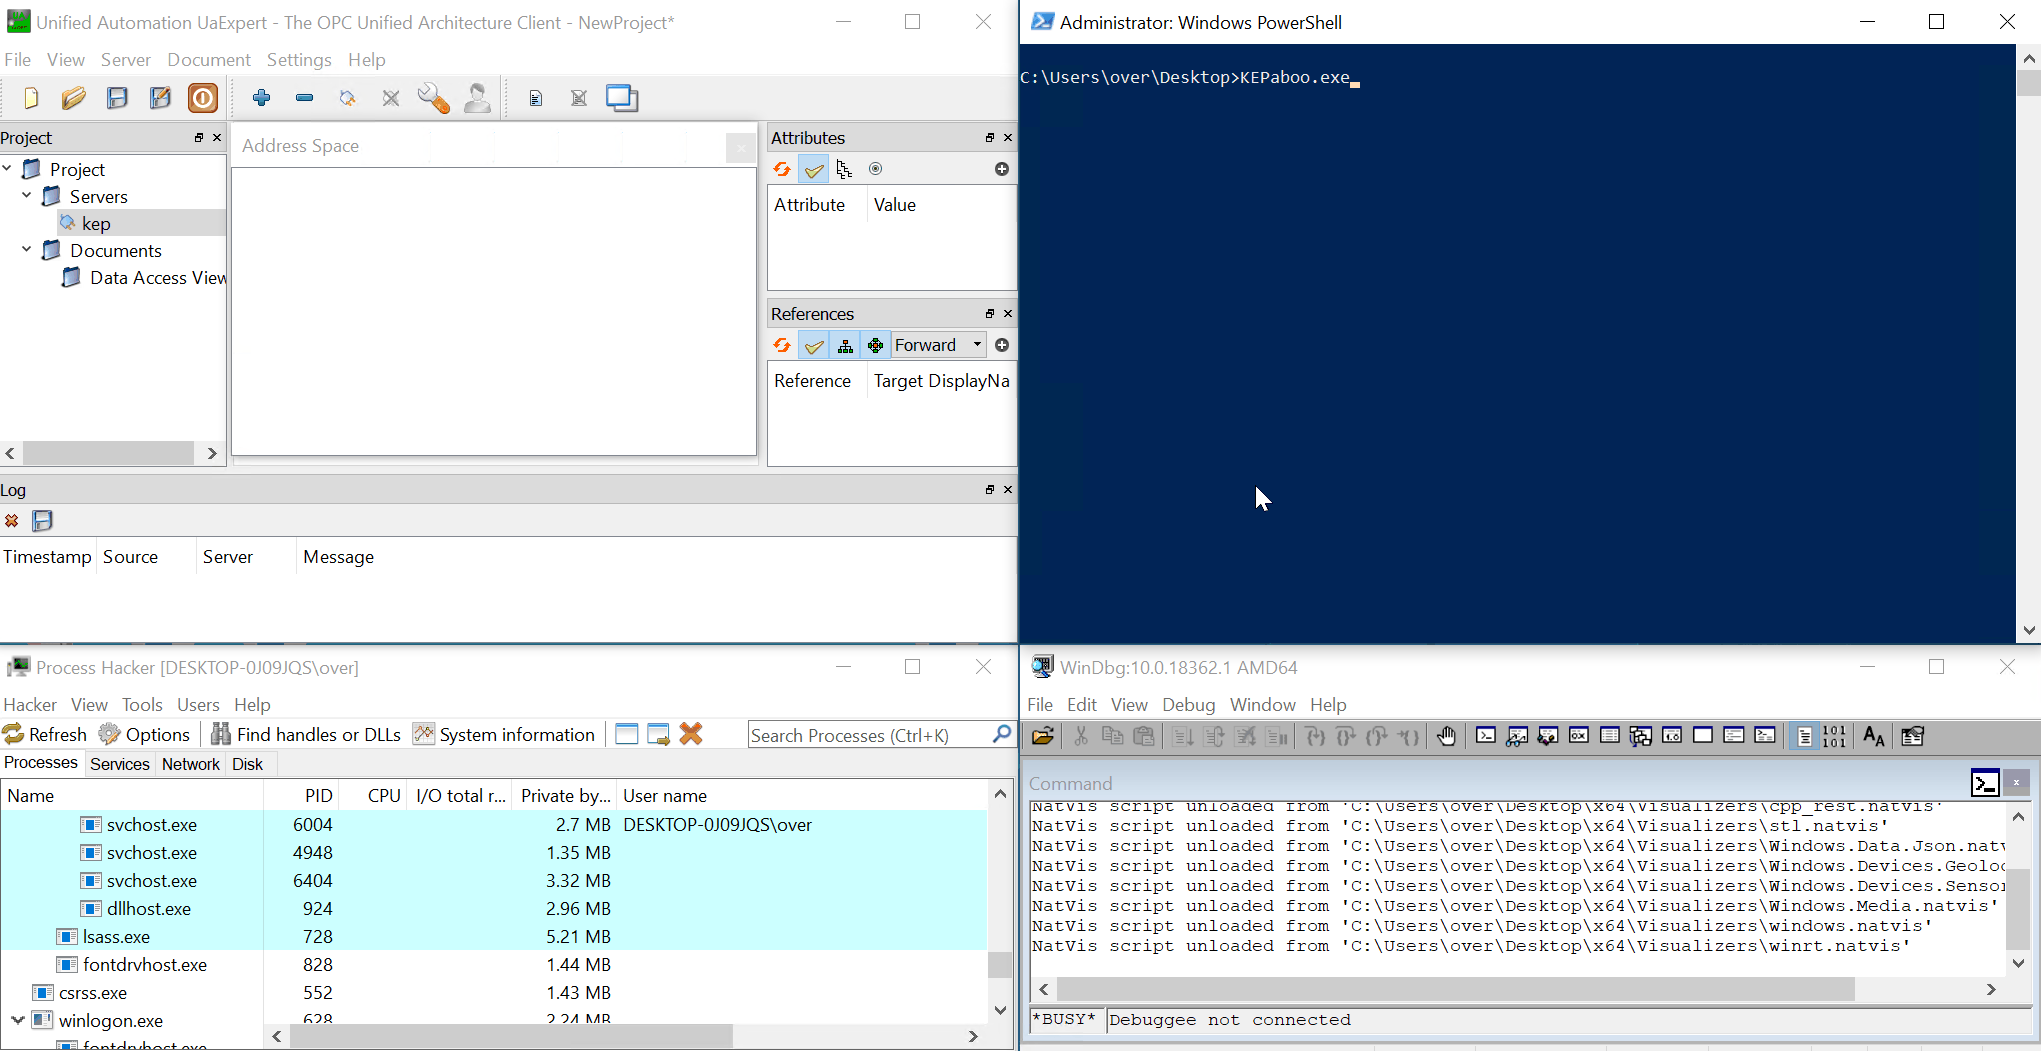 Unified Automation UaExpert - The OPC Unified Architecture Client - NewProject*
File View Server Document Settings Help
Project
Project
Servers
kep
Documents
Data Access View
Address Space
Attributes
Attribute Value
References
Forward
Reference Target DisplayNa
Log
Timestamp Source Server Message
Administrator: Windows PowerShell
C:\Users\over\Desktop>KEPaboo.exe
Process Hacker [DESKTOP-0J09JQS\over]
Hacker View Tools Users Help
Refresh Options Find handles or DLLs System information Search Processes (Ctrl+K)
Processes Services Network Disk
Name PID CPU I/O total r... Private by... User name
svchost.exe 6004 2.7 MB DESKTOP-0J09JQS\over
svchost.exe 4948 1.35 MB
svchost.exe 6404 3.32 MB
dllhost.exe 924 2.96 MB
lsass.exe 728 5.21 MB
fontdrvhost.exe 828 1.44 MB
csrss.exe 552 1.43 MB
winlogon.exe 628 2.24 MB
fontdrvhost.exe
WinDbg:10.0.18362.1 AMD64
File Edit View Debug Window Help
101
101
Command
NatVis script unloaded from 'C:\Users\over\Desktop\x64\Visualizers\cpp_rest.natvis'
NatVis script unloaded from 'C:\Users\over\Desktop\x64\Visualizers\stl.natvis'
NatVis script unloaded from 'C:\Users\over\Desktop\x64\Visualizers\Windows.Data.Json.natv
NatVis script unloaded from 'C:\Users\over\Desktop\x64\Visualizers\Windows.Devices.Geoloc
NatVis script unloaded from 'C:\Users\over\Desktop\x64\Visualizers\Windows.Devices.Sensor
NatVis script unloaded from 'C:\Users\over\Desktop\x64\Visualizers\Windows.Media.natvis'
NatVis script unloaded from 'C:\Users\over\Desktop\x64\Visualizers\windows.natvis'
NatVis script unloaded from 'C:\Users\over\Desktop\x64\Visualizers\winrt.natvis'
*BUSY* Debuggee not connected